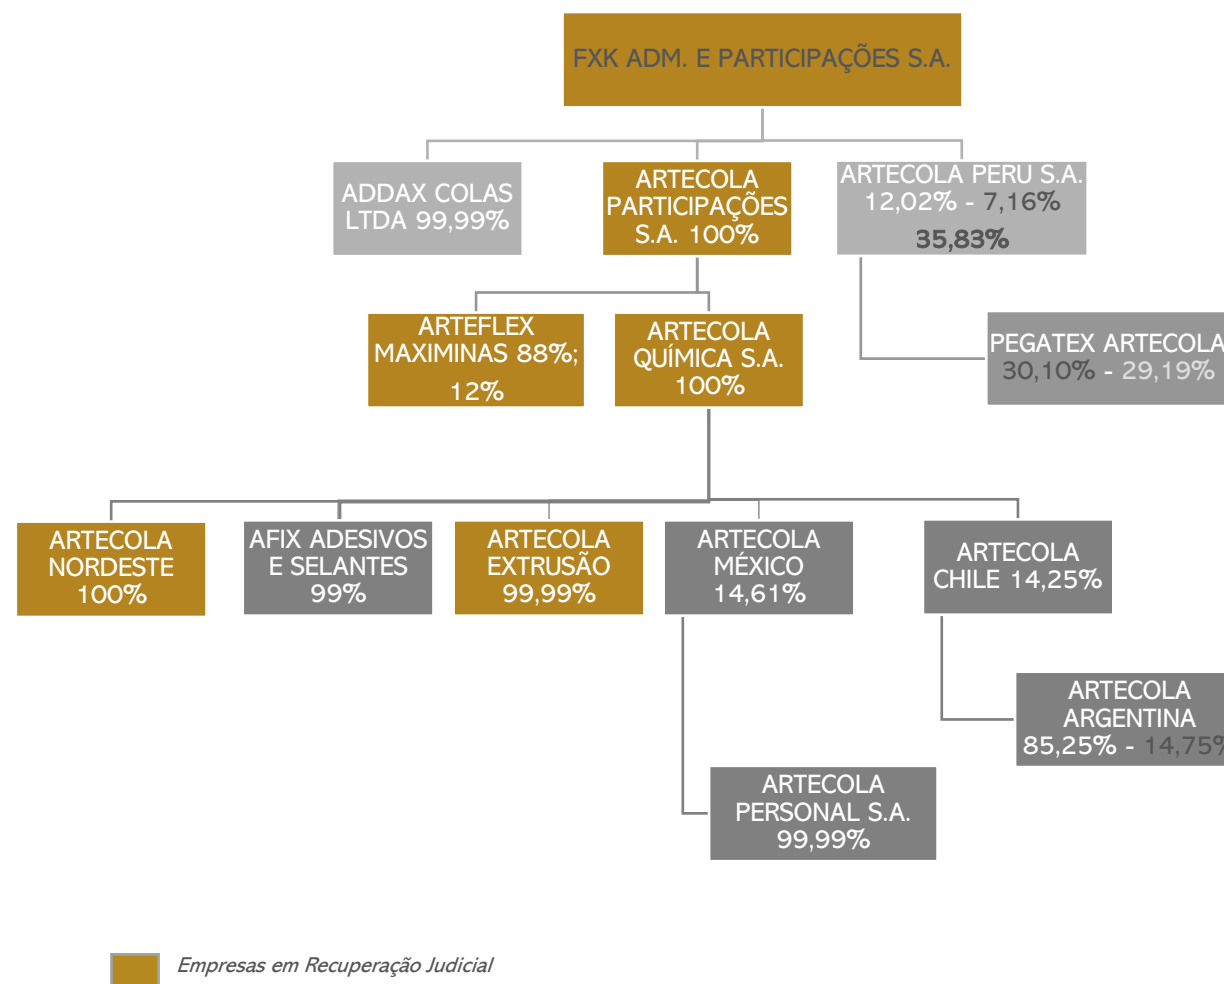 FXK ADM. E PARTICIPAÇÕES S.A.
ADDAX COLAS
LTDA 99,99%
ARTECOLA
PARTICIPAÇÕES
S.A. 100%
ARTECOLA PERU S.A.
12,02% - 7,16%
35,83%
ARTEFLEX
MAXIMINAS 88%;
12%
ARTECOLA
QUÍMICA S.A.
100%
PEGATEX ARTECOLA
30,10% - 29,19%
ARTECOLA
NORDESTE
100%
AFIX ADESIVOS
E SELANTES
99%
ARTECOLA
EXTRUSÃO
99,99%
ARTECOLA
MÉXICO
14,61%
ARTECOLA
CHILE 14,25%
ARTECOLA
ARGENTINA
85,25% - 14,75%
ARTECOLA
PERSONAL S.A.
99,99%
Empresas em Recuperação Judicial